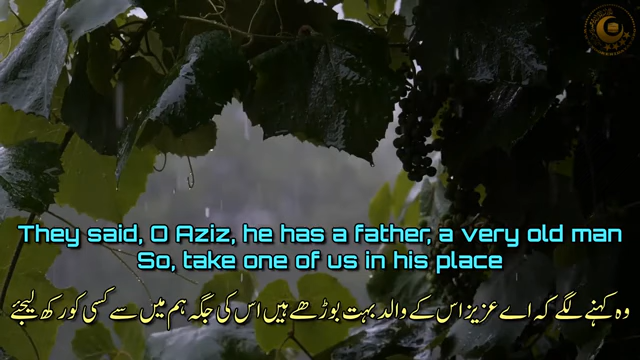 They said, O Aziz, he has a father, a very old man
So, take one of us in his place
وہ کہنے لگے کہ اے عزیز اس کے والد بہت بوڑھے ہیں اس کی جگہ ہم میں سے کسی کو رکھ لیجئے